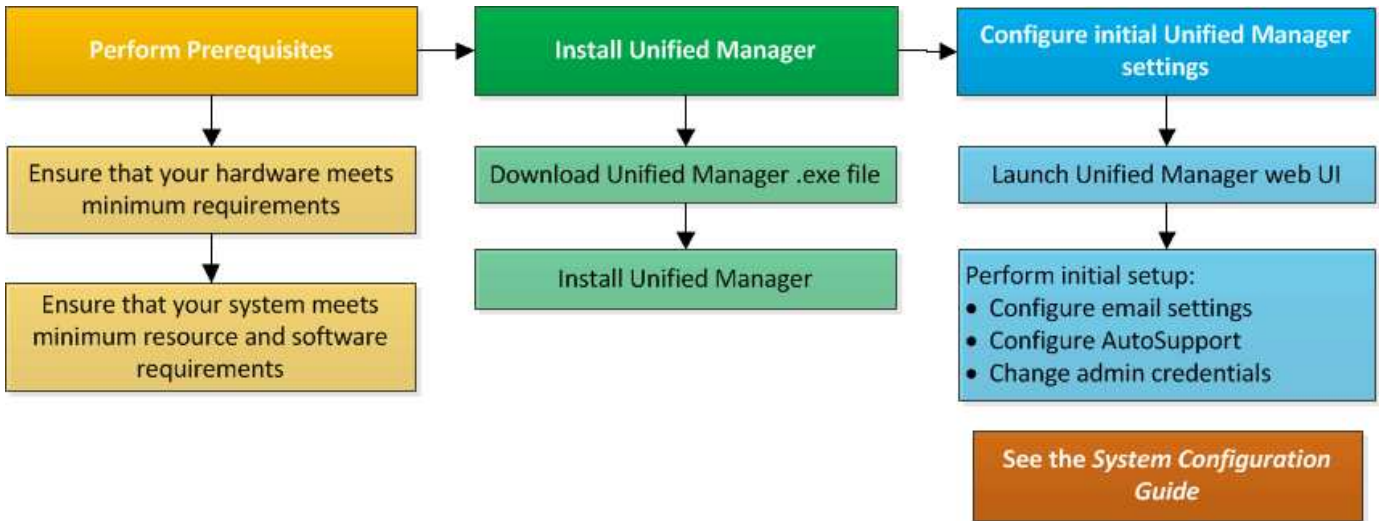 Perform Prerequisites
Install Unified Manager
Configure initial Unified Manager
settings
Ensure that your hardware meets
minimum requirements
Ensure that your system meets
minimum resource and software
requirements
Download Unified Manager .exe file
Install Unified Manager
Launch Unified Manager web UI
Perform initial setup:
• Configure email settings
• Configure AutoSupport
• Change admin credentials
See the System Configuration
Guide